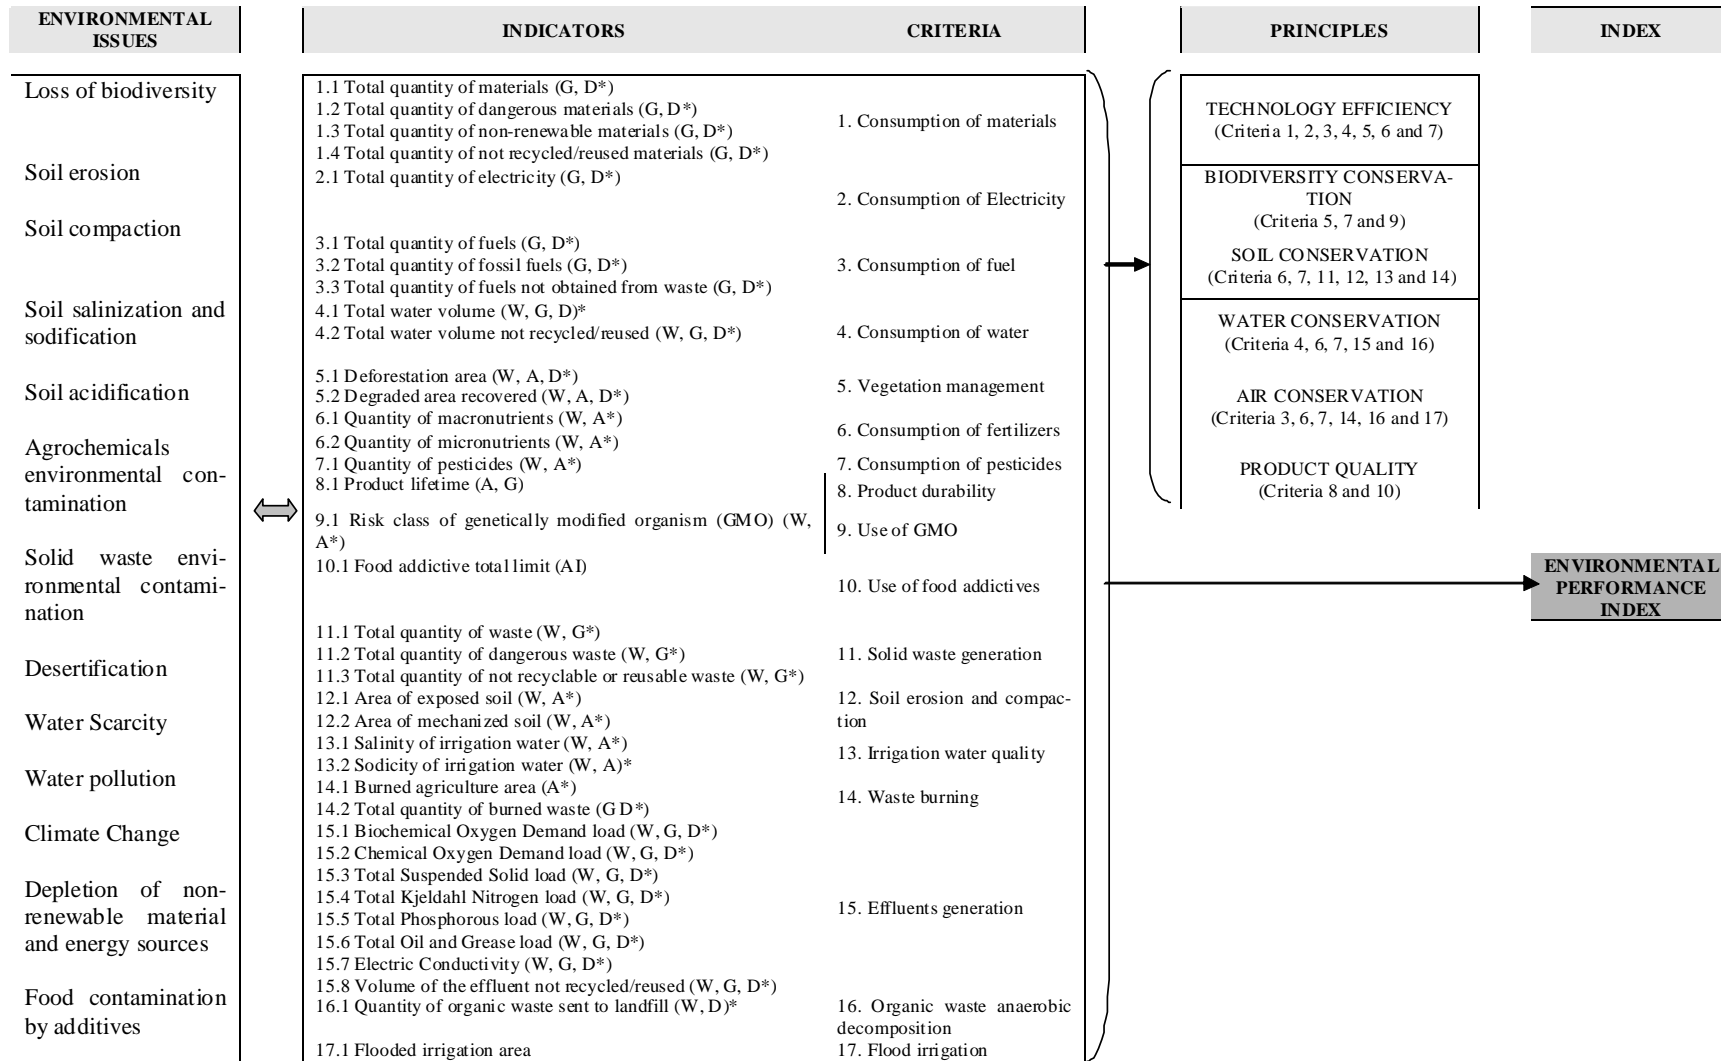 ENVIRONMENTAL
ISSUES
Loss of biodiversity
Soil erosion
Soil compaction
Soil salinization and
sodification
Soil acidification
Agrochemicals
environmental con-
tamination
Solid waste envi-
ronmental contami-
nation
Desertification
Water Scarcity
Water pollution
Climate Change
Depletion of non-
renewable material
and energy sources
Food contamination
by additives
INDICATORS
1.1 Total quantity of materials (G, D*)
1.2 Total quantity of dangerous materials (G, D*)
1.3 Total quantity of non-renewable materials (G, D*)
1.4 Total quantity of not recycled/reused materials (G, D*)
2.1 Total quantity of electricity (G, D*)
3.1 Total quantity of fuels (G, D*)
3.2 Total quantity of fossil fuels (G, D*)
3.3 Total quantity of fuels not obtained from waste (G, D*)
4.1 Total water volume (W, G, D)*
4.2 Total water volume not recycled/reused (W, G, D*)
5.1 Deforestation area (W, A, D*)
5.2 Degraded area recovered (W, A, D*)
6.1 Quantity of macronutrients (W, A*)
6.2 Quantity of micronutrients (W, A*)
7.1 Quantity of pesticides (W, A*)
8.1 Product lifetime (A, G)
9.1 Risk class of genetically modified organism (GMO) (W,
A*)
10.1 Food addictive total limit (AI)
11.1 Total quantity of waste (W, G*)
11.2 Total quantity of dangerous waste (W, G*)
11.3 Total quantity of not recyclable or reusable waste (W, G*)
12.1 Area of exposed soil (W, A*)
12.2 Area of mechanized soil (W, A*)
13.1 Salinity of irrigation water (W, A*)
13.2 Sodicity of irrigation water (W, A)*
14.1 Burned agriculture area (A*)
14.2 Total quantity of burned waste (G D*)
15.1 Biochemical Oxygen Demand load (W, G, D*)
15.2 Chemical Oxygen Demand load (W, G, D*)
15.3 Total Suspended Solid load (W, G, D*)
15.4 Total Kjeldahl Nitrogen load (W, G, D*)
15.5 Total Phosphorous load (W, G, D*)
15.6 Total Oil and Grease load (W, G, D*)
15.7 Electric Conductivity (W, G, D*)
15.8 Volume of the effluent not recycled/reused (W, G, D*)
16.1 Quantity of organic waste sent to landfill (W, D)*
17.1 Flooded irrigation area
CRITERIA
1. Consumption of materials
2. Consumption of Electricity
3. Consumption of fuel
4. Consumption of water
5. Vegetation management
6. Consumption of fertilizers
7. Consumption of pesticides
8. Product durability
9. Use of GMO
10. Use of food addictives
11. Solid waste generation
12. Soil erosion and compac-
tion
13. Irrigation water quality
14. Waste burning
15. Effluents generation
16. Organic waste anaerobic
decomposition
17. Flood irrigation
PRINCIPLES
TECHNOLOGY EFFICIENCY
(Criteria 1, 2, 3, 4, 5, 6 and 7)
BIODIVERSITY CONSERVA-
TION
(Criteria 5, 7 and 9)
SOIL CONSERVATION
(Criteria 6, 7, 11, 12, 13 and 14)
WATER CONSERVATION
(Criteria 4, 6, 7, 15 and 16)
AIR CONSERVATION
(Criteria 3, 6, 7, 14, 16 and 17)
PRODUCT QUALITY
(Criteria 8 and 10)
INDEX
ENVIRONMENTAL
PERFORMANCE
INDEX